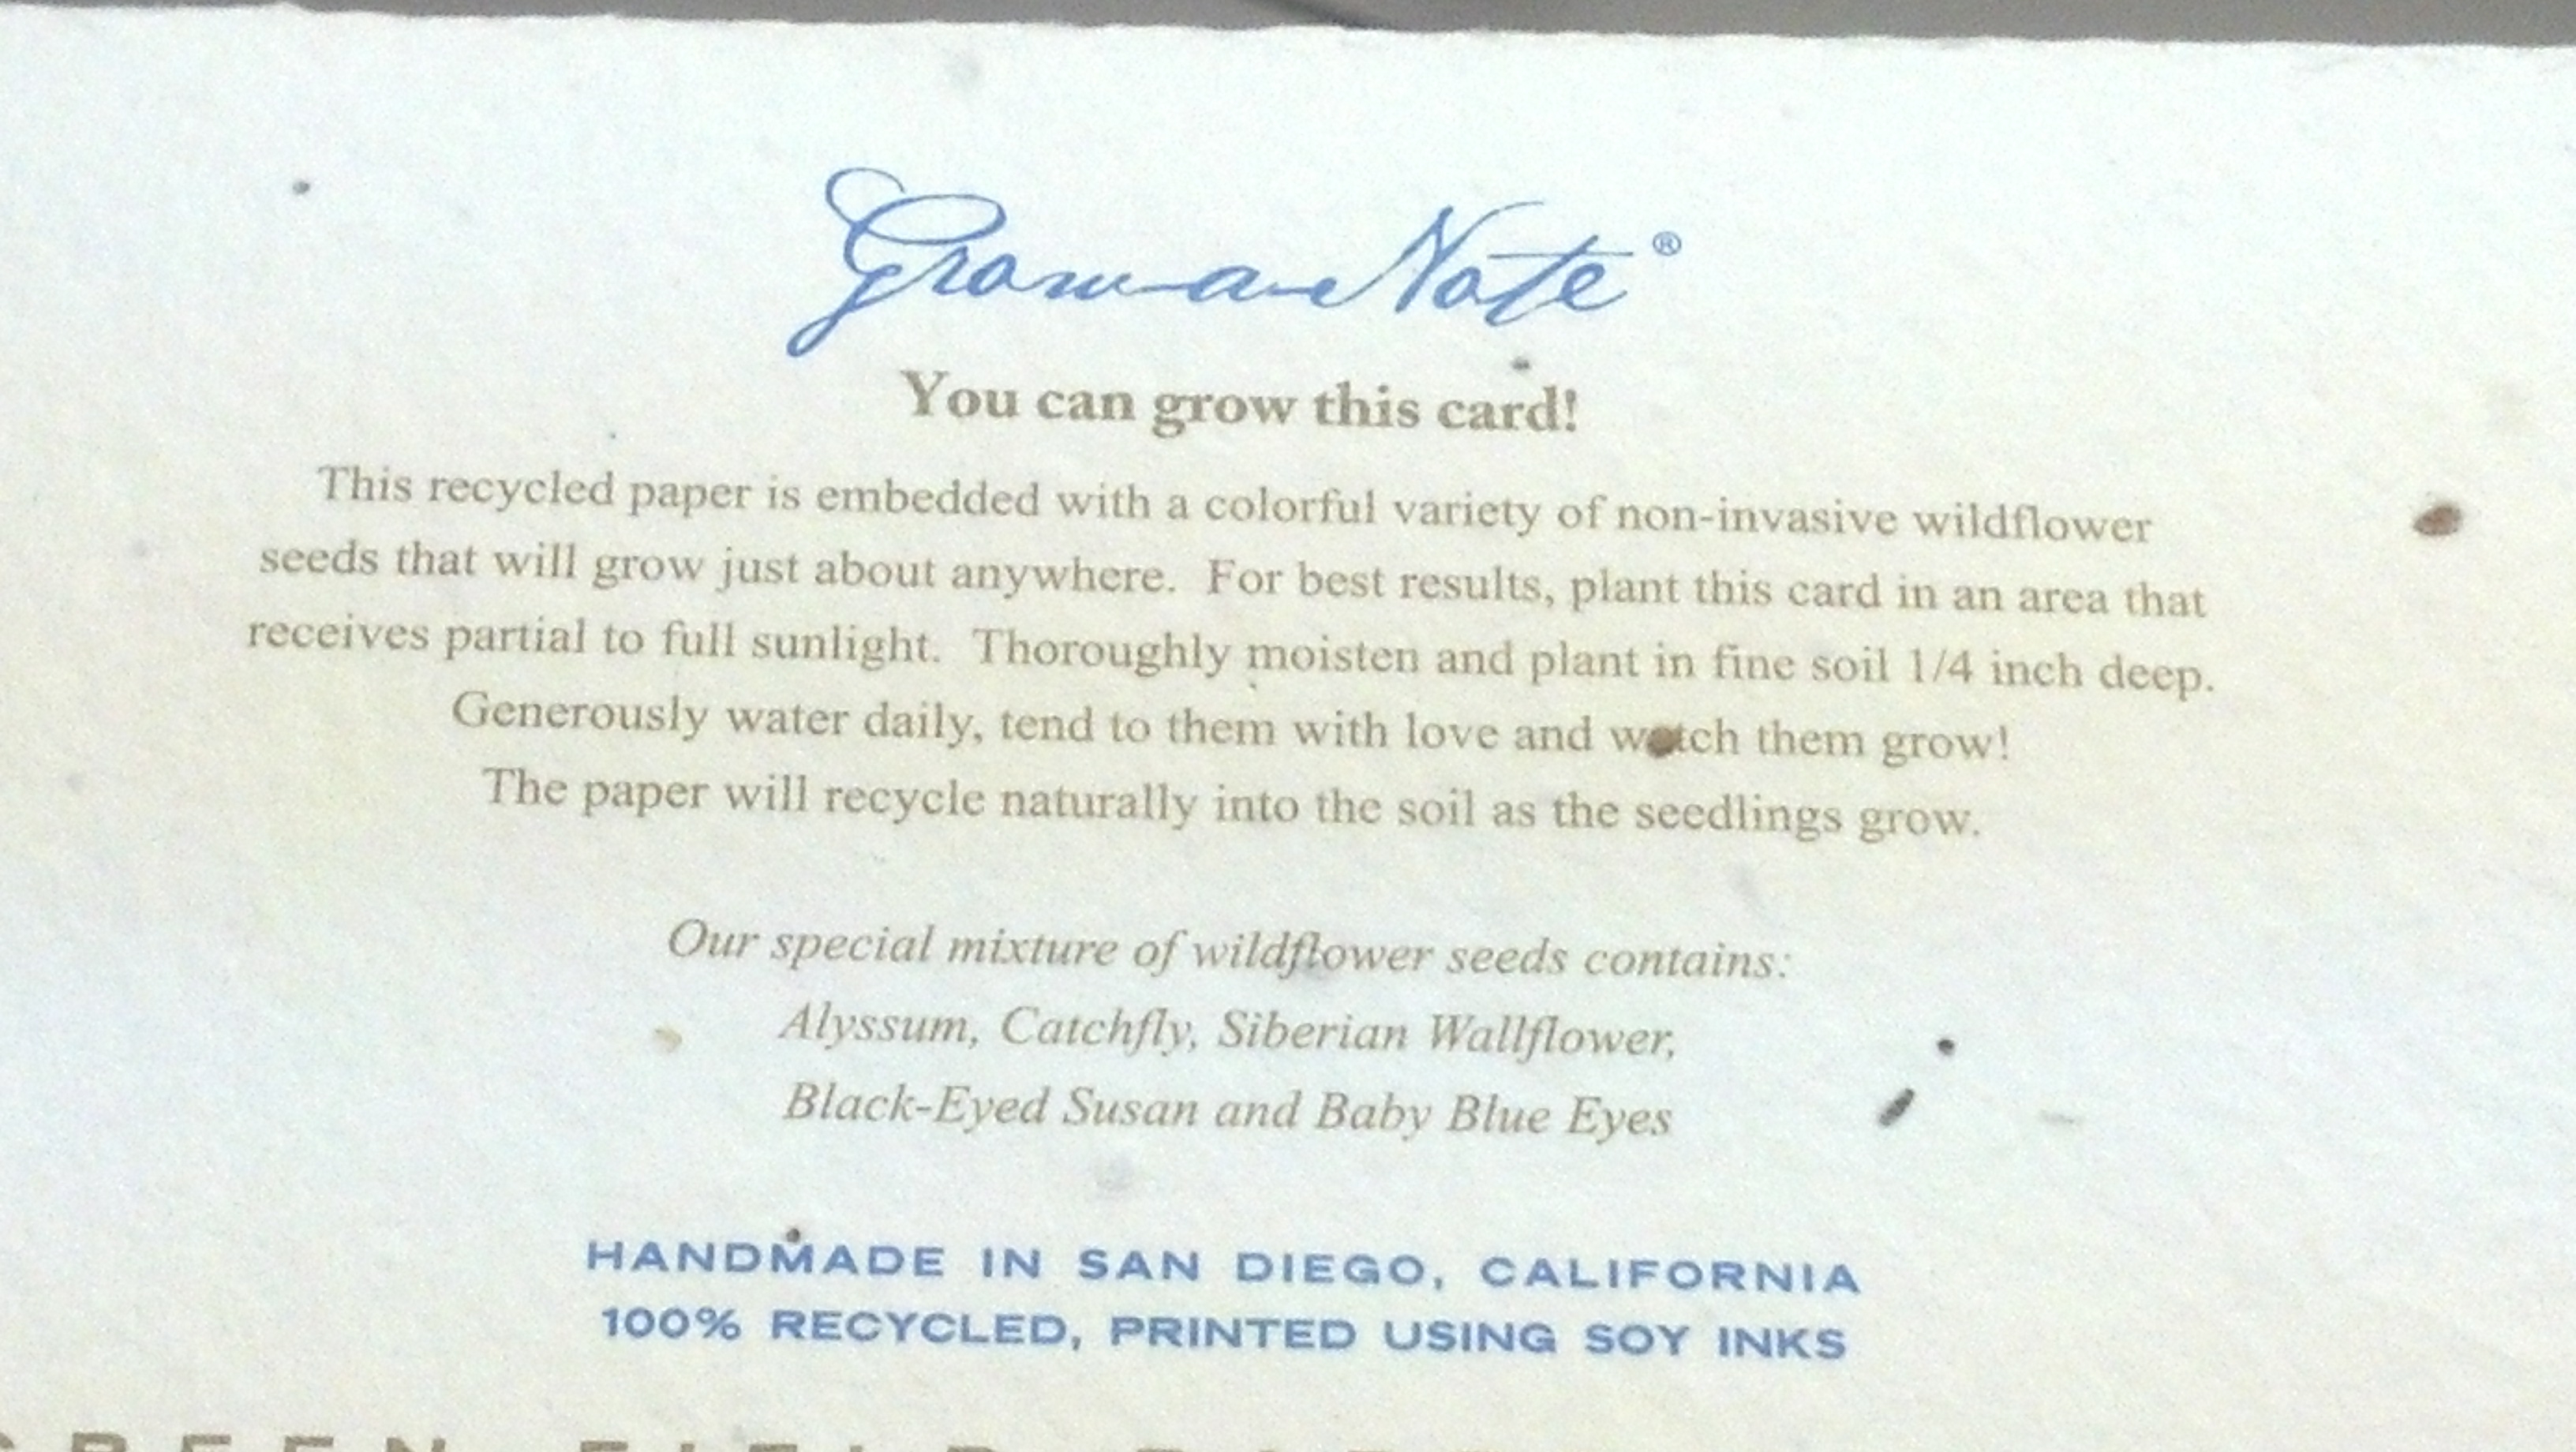 Grow-a-Note®
You can grow this card!
This recycled paper is embedded with a colorful variety of non-invasive wildflower
seeds that will grow just about anywhere. For best results, plant this card in an area that
receives partial to full sunlight. Thoroughly moisten and plant in fine soil 1/4 inch deep.
Generously water daily, tend to them with love and watch them grow!
The paper will recycle naturally into the soil as the seedlings grow.
Our special mixture of wildflower seeds contains:
Alyssum, Catchfly, Siberian Wallflower,
Black-Eyed Susan and Baby Blue Eyes
HANDMADE IN SAN DIEGO, CALIFORNIA
100% RECYCLED, PRINTED USING SOY INKS
GREEN FIELD